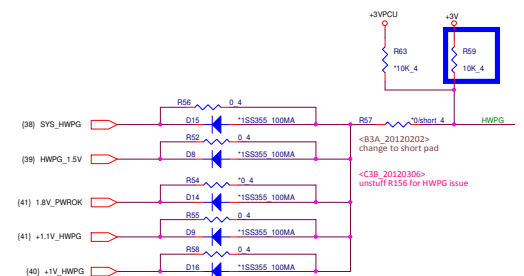 +3VPCU +3V
R63 R59
*10K_4 10K_4
R56 0_4
{38} SYS_HWPG D15 *1SS355_100MA R57 *0/short_4 HWPG
R52 0_4
<B3A_20120202>
change to short pad
{39} HWPG_1.5V D8 *1SS355_100MA
<C3B_20120306>
unstuff R156 for HWPG issue
R54 *0_4
{41} 1.8V_PWROK D14 *1SS355_100MA
R55 0_4
{41} +1.1V_HWPG D9 *1SS355_100MA
R58 0_4
{40} +1V_HWPG D16 *1SS355_100MA